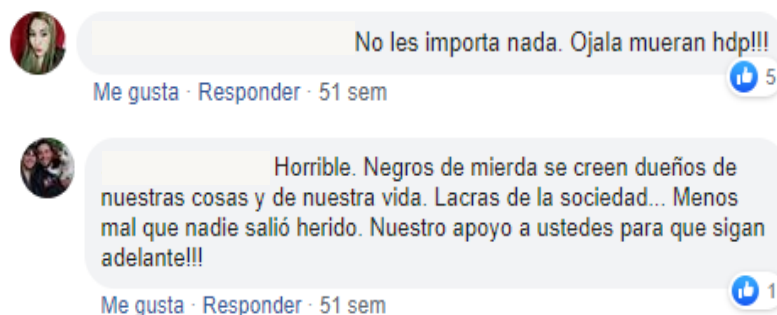 No les importa nada. Ojala mueran hdp!!!
5
Me gusta · Responder · 51 sem
Horrible. Negros de mierda se creen dueños de
nuestras cosas y de nuestra vida. Lacras de la sociedad... Menos
mal que nadie salió herido. Nuestro apoyo a ustedes para que sigan
adelante!!!
1
Me gusta · Responder · 51 sem